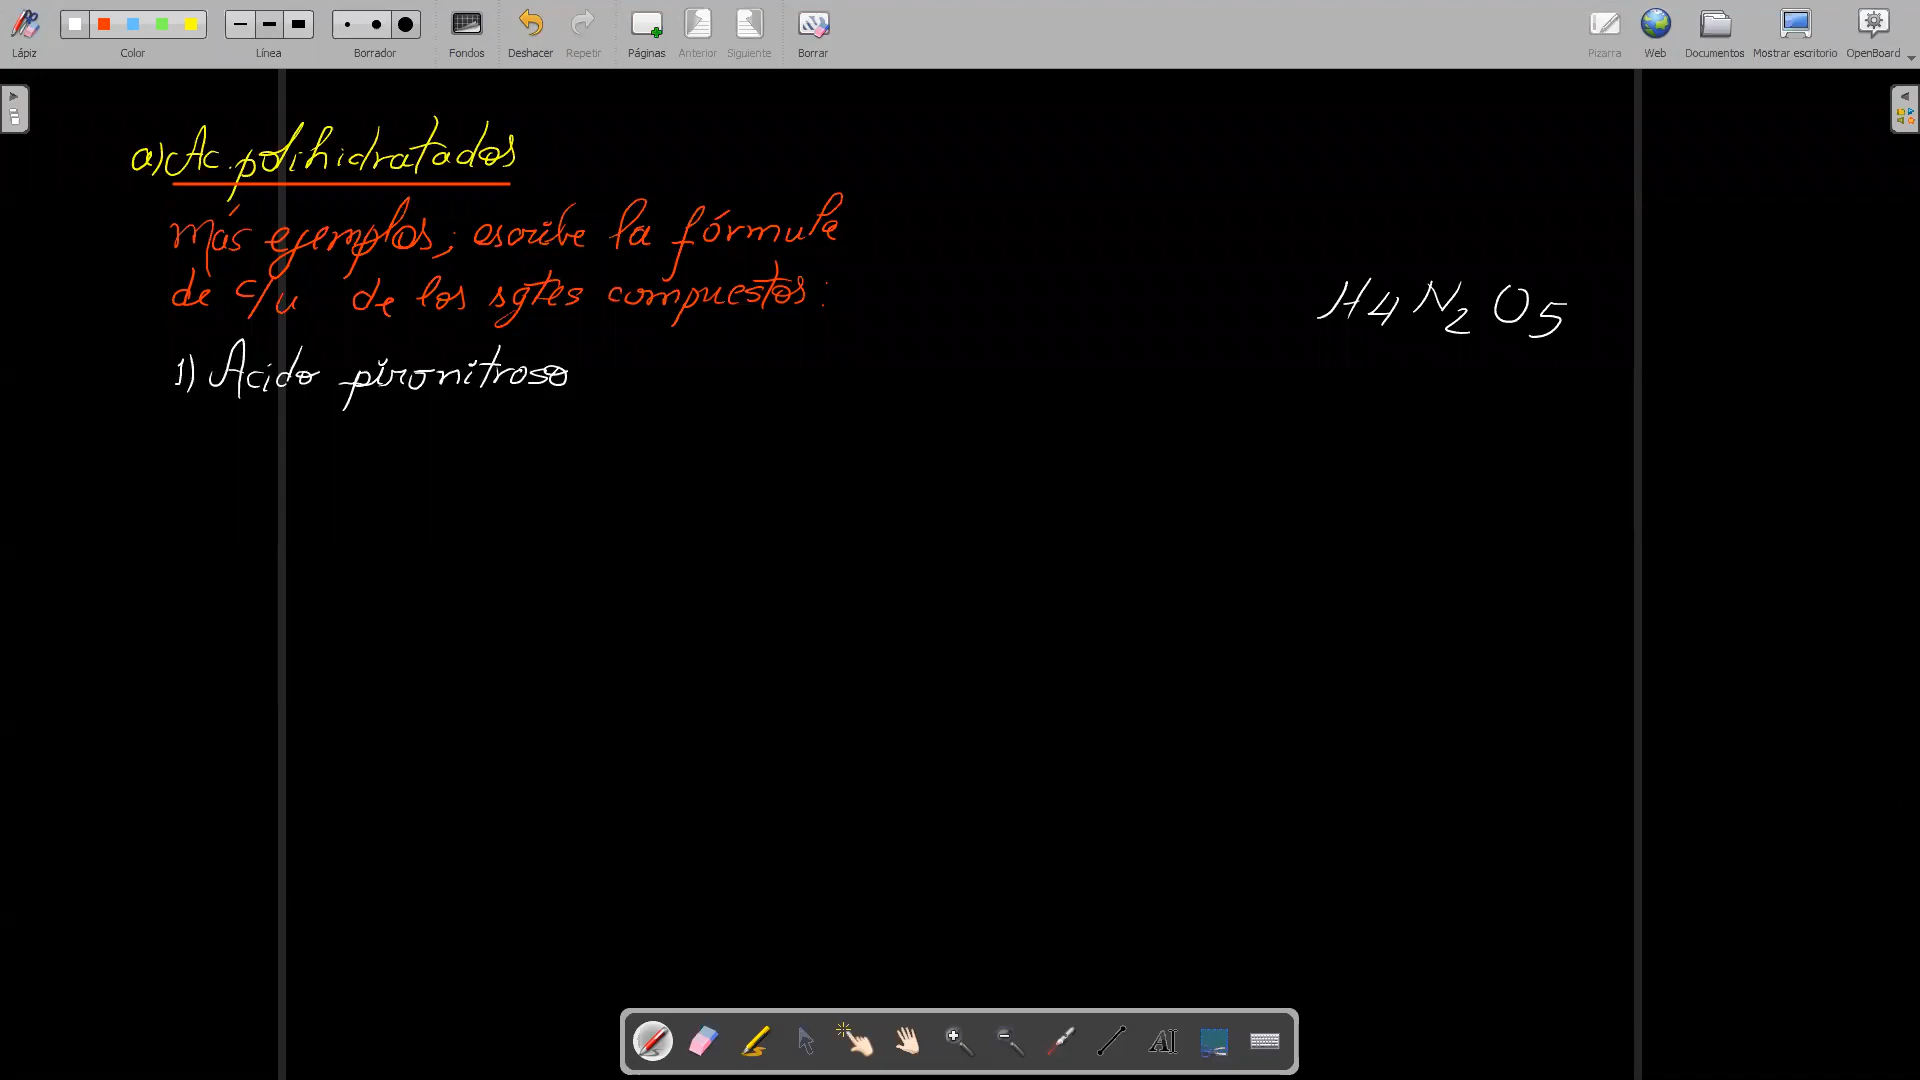 Lápiz Color Línea Borrador Fondos Deshacer Repetir Páginas Anterior Siguiente Borrar Pizarra Web Documentos Mostrar escritorio OpenBoard
a) Ac. polihidratados
más ejemplos; escribe la fórmula
de c/u de los sgtes compuestos:
H4 N2 O5
1) Acido pironitroso
AI